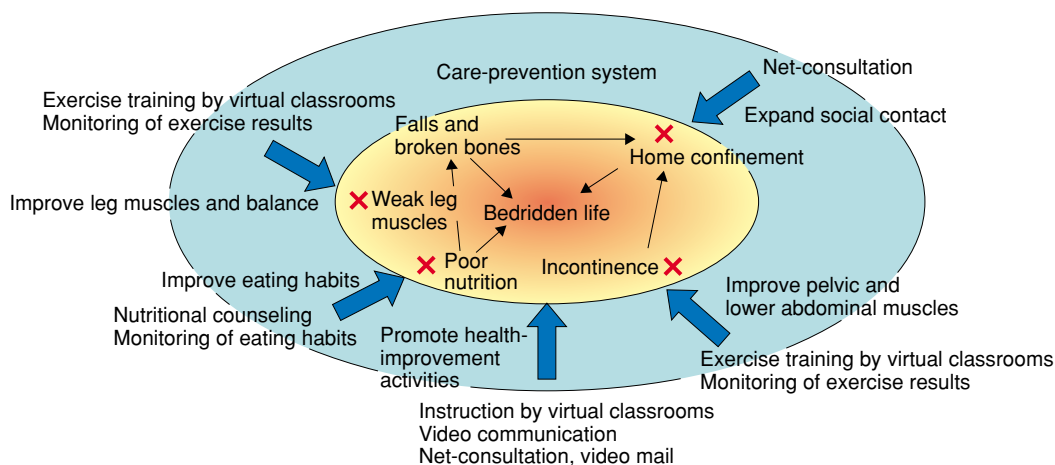 Care-prevention system
Net-consultation
Expand social contact
Exercise training by virtual classrooms
Monitoring of exercise results
Improve leg muscles and balance
Falls and
broken bones
Home confinement
Weak leg
muscles
Bedridden life
Poor
nutrition
Incontinence
Improve eating habits
Nutritional counseling
Monitoring of eating habits
Promote health-
improvement
activities
Instruction by virtual classrooms
Video communication
Net-consultation, video mail
Improve pelvic and
lower abdominal muscles
Exercise training by virtual classrooms
Monitoring of exercise results